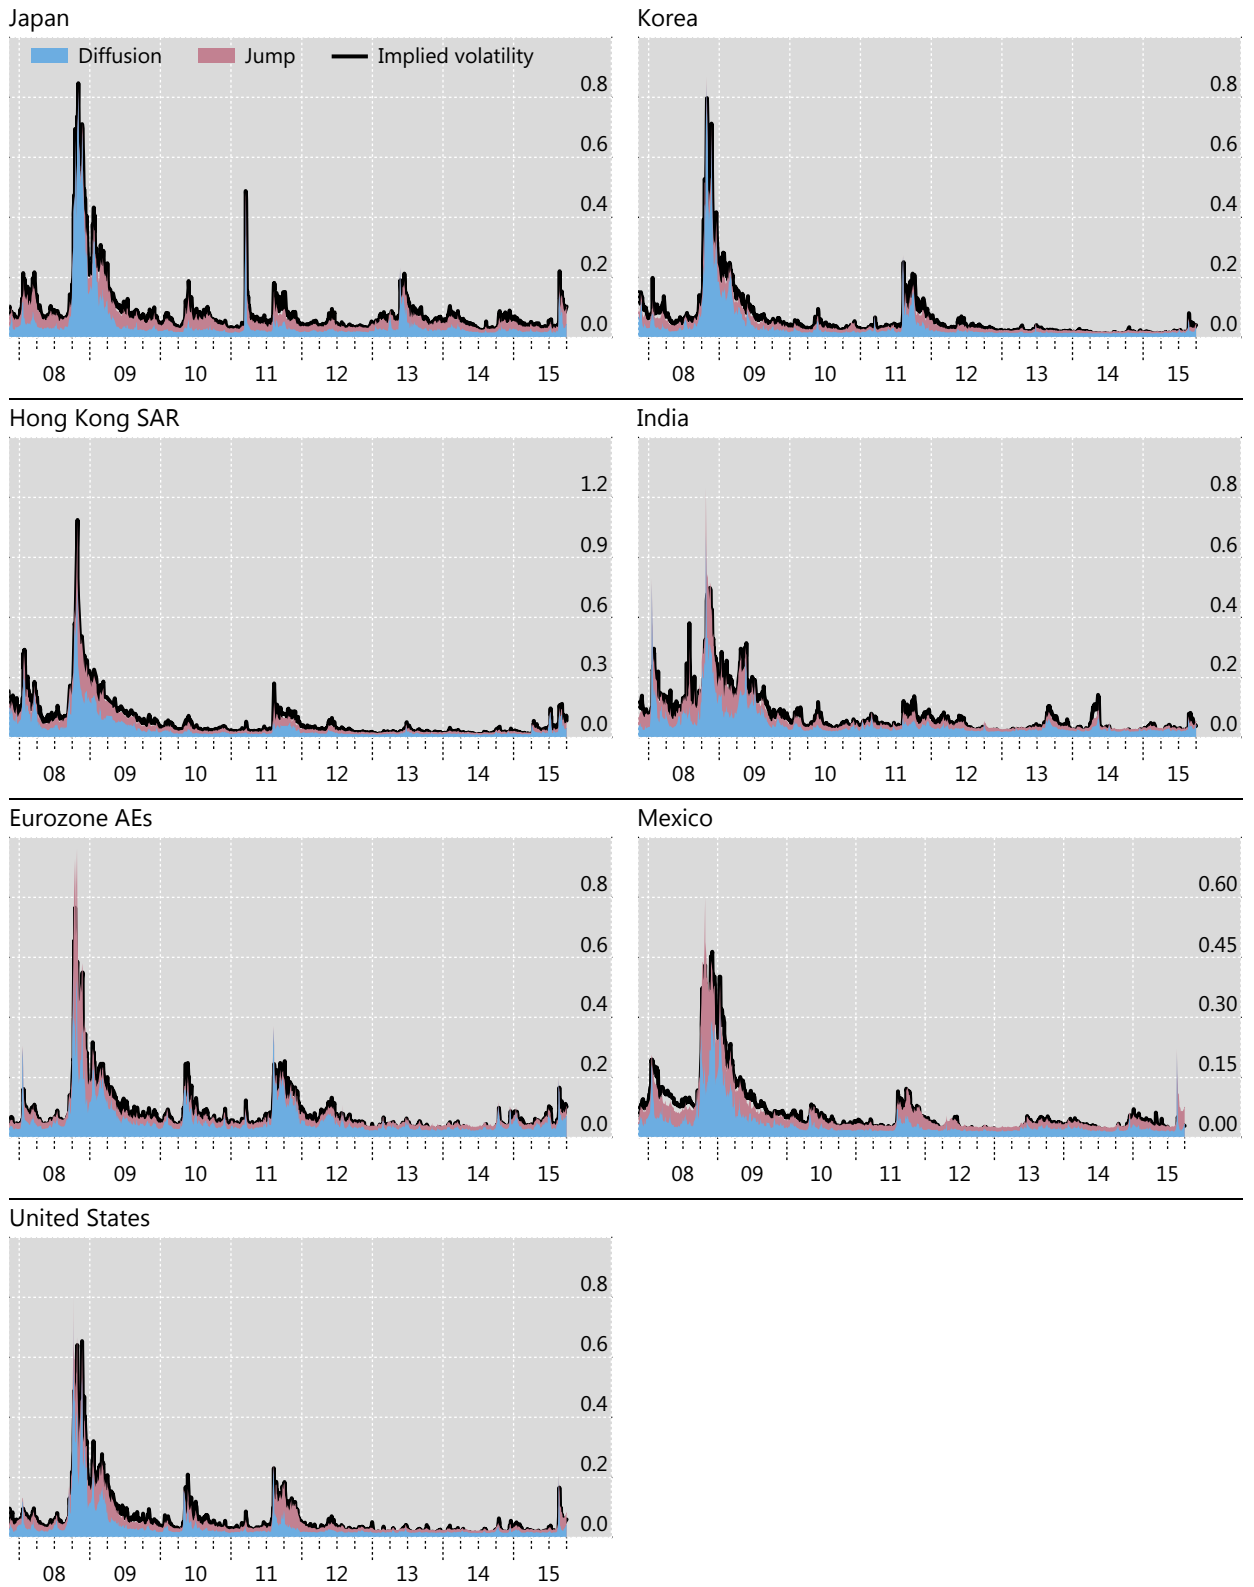 Japan
Diffusion Jump Implied volatility
0.8
0.6
0.4
0.2
0.0
08 09 10 11 12 13 14 15
Korea
0.8
0.6
0.4
0.2
0.0
08 09 10 11 12 13 14 15
Hong Kong SAR
1.2
0.9
0.6
0.3
0.0
08 09 10 11 12 13 14 15
India
0.8
0.6
0.4
0.2
0.0
08 09 10 11 12 13 14 15
Eurozone AEs
0.8
0.6
0.4
0.2
0.0
08 09 10 11 12 13 14 15
Mexico
0.60
0.45
0.30
0.15
0.00
08 09 10 11 12 13 14 15
United States
0.8
0.6
0.4
0.2
0.0
08 09 10 11 12 13 14 15